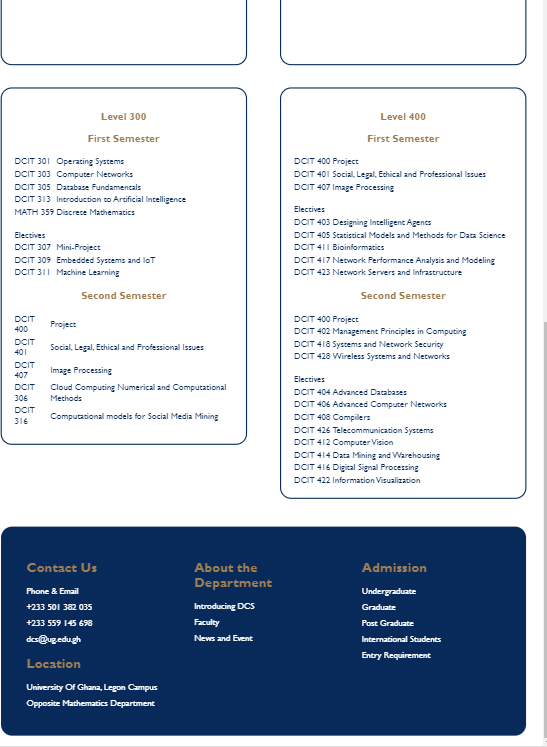 Level 300
First Semester
DCIT 301 Operating Systems
DCIT 303 Computer Networks
DCIT 305 Database Fundamentals
DCIT 313 Introduction to Artificial Intelligence
MATH 359 Discrete Mathematics
Electives
DCIT 307 Mini-Project
DCIT 309 Embedded Systems and IoT
DCIT 311 Machine Learning
Second Semester
DCIT 400 Project
DCIT 401 Social, Legal, Ethical and Professional Issues
DCIT 407 Image Processing
DCIT 306 Cloud Computing Numerical and Computational Methods
DCIT 316 Computational models for Social Media Mining
Level 400
First Semester
DCIT 400 Project
DCIT 401 Social, Legal, Ethical and Professional Issues
DCIT 407 Image Processing
Electives
DCIT 403 Designing Intelligent Agents
DCIT 405 Statistical Models and Methods for Data Science
DCIT 411 Bioinformatics
DCIT 417 Network Performance Analysis and Modeling
DCIT 423 Network Servers and Infrastructure
Second Semester
DCIT 400 Project
DCIT 402 Management Principles in Computing
DCIT 418 Systems and Network Security
DCIT 428 Wireless Systems and Networks
Electives
DCIT 404 Advanced Databases
DCIT 406 Advanced Computer Networks
DCIT 408 Compilers
DCIT 426 Telecommunication Systems
DCIT 412 Computer Vision
DCIT 414 Data Mining and Warehousing
DCIT 416 Digital Signal Processing
DCIT 422 Information Visualization
Contact Us
Phone & Email
+233 501 382 035
+233 559 145 698
dcs@ug.edu.gh
Location
University Of Ghana, Legon Campus
Opposite Mathematics Department
About the
Department
Introducing DCS
Faculty
News and Event
Admission
Undergraduate
Graduate
Post Graduate
International Students
Entry Requirement